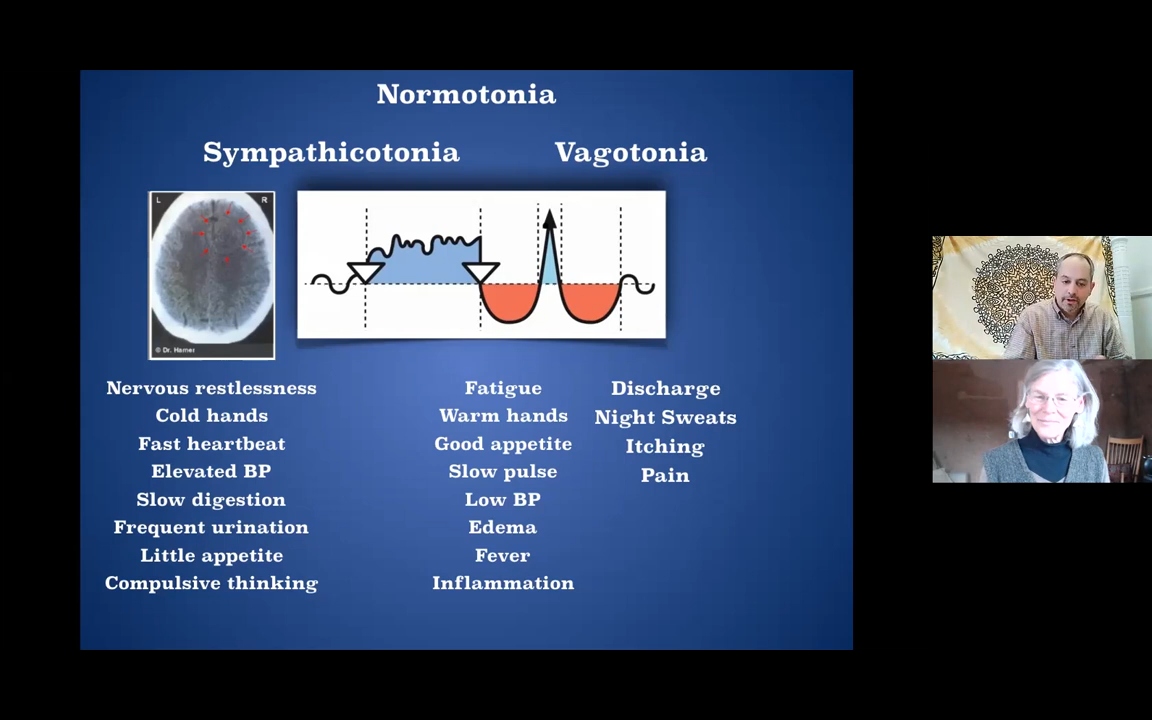 Normotonia
Sympathicotonia
Vagotonia
L
R
© Dr. Hamer
Nervous restlessness
Cold hands
Fast heartbeat
Elevated BP
Slow digestion
Frequent urination
Little appetite
Compulsive thinking
Fatigue
Warm hands
Good appetite
Slow pulse
Low BP
Edema
Fever
Inflammation
Discharge
Night Sweats
Itching
Pain